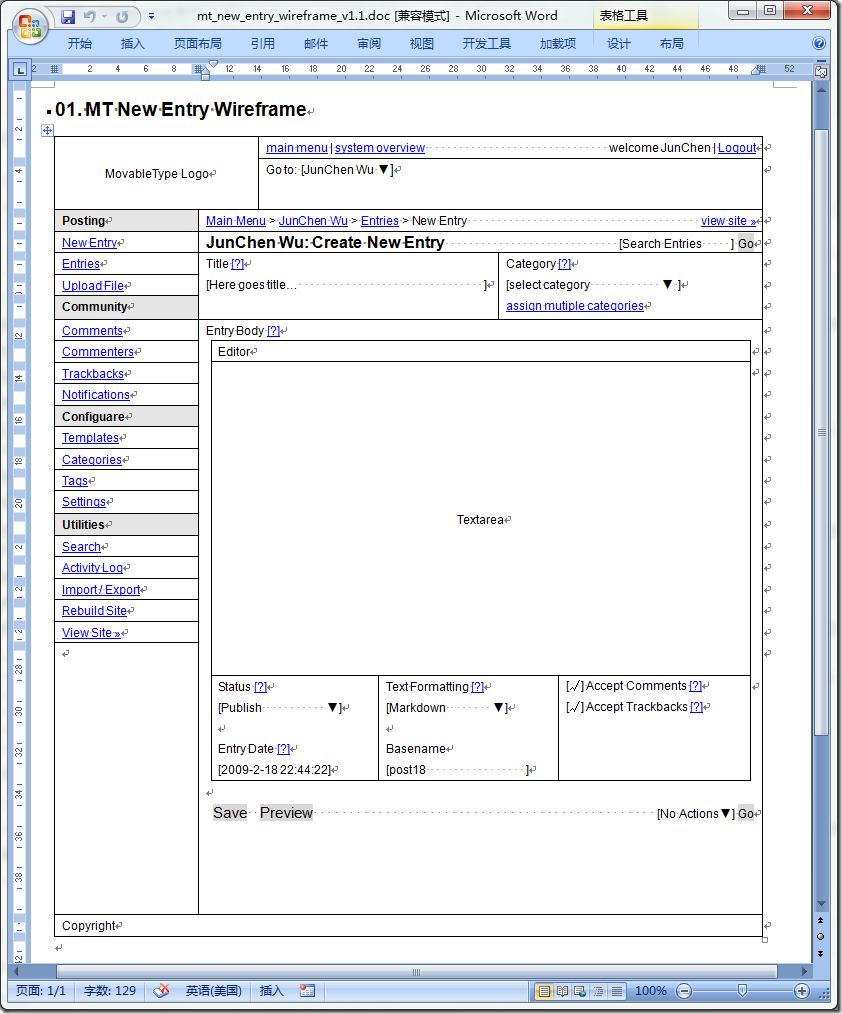 mt_new_entry_wireframe_v1.1.doc [兼容模式] - Microsoft Word
表格工具
开始 插入 页面布局 引用 邮件 审阅 视图 开发工具 加载项 设计 布局
2 2 4 6 8 12 14 16 18 20 22 24 26 28 30 32 34 36 38 40 42 44 46 48 52
01. MT New Entry Wireframe
MovableType Logo
main menu | system overview welcome JunChen | Logout
Go to: [JunChen Wu ▼]
Posting
Main Menu > JunChen Wu > Entries > New Entry view site »
New Entry
JunChen Wu: Create New Entry [Search Entries ] Go
Entries
Title [?]
Category [?]
Upload File
[Here goes title... ]
[select category ▼ ]
Community
assign mutiple categories
Comments
Entry Body [?]
Commenters
Editor
Trackbacks
Notifications
Configuare
Templates
Categories
Tags
Settings
Textarea
Utilities
Search
Activity Log
Import / Export
Rebuild Site
View Site »
Status [?]
Text Formatting [?]
[✓] Accept Comments [?]
[Publish ▼]
[Markdown ▼]
[✓] Accept Trackbacks [?]
Entry Date [?]
Basename
[2009-2-18 22:44:22]
[post18 ]
Save Preview [No Actions▼] Go
Copyright
页面: 1/1 字数: 129 英语(美国) 插入 100%